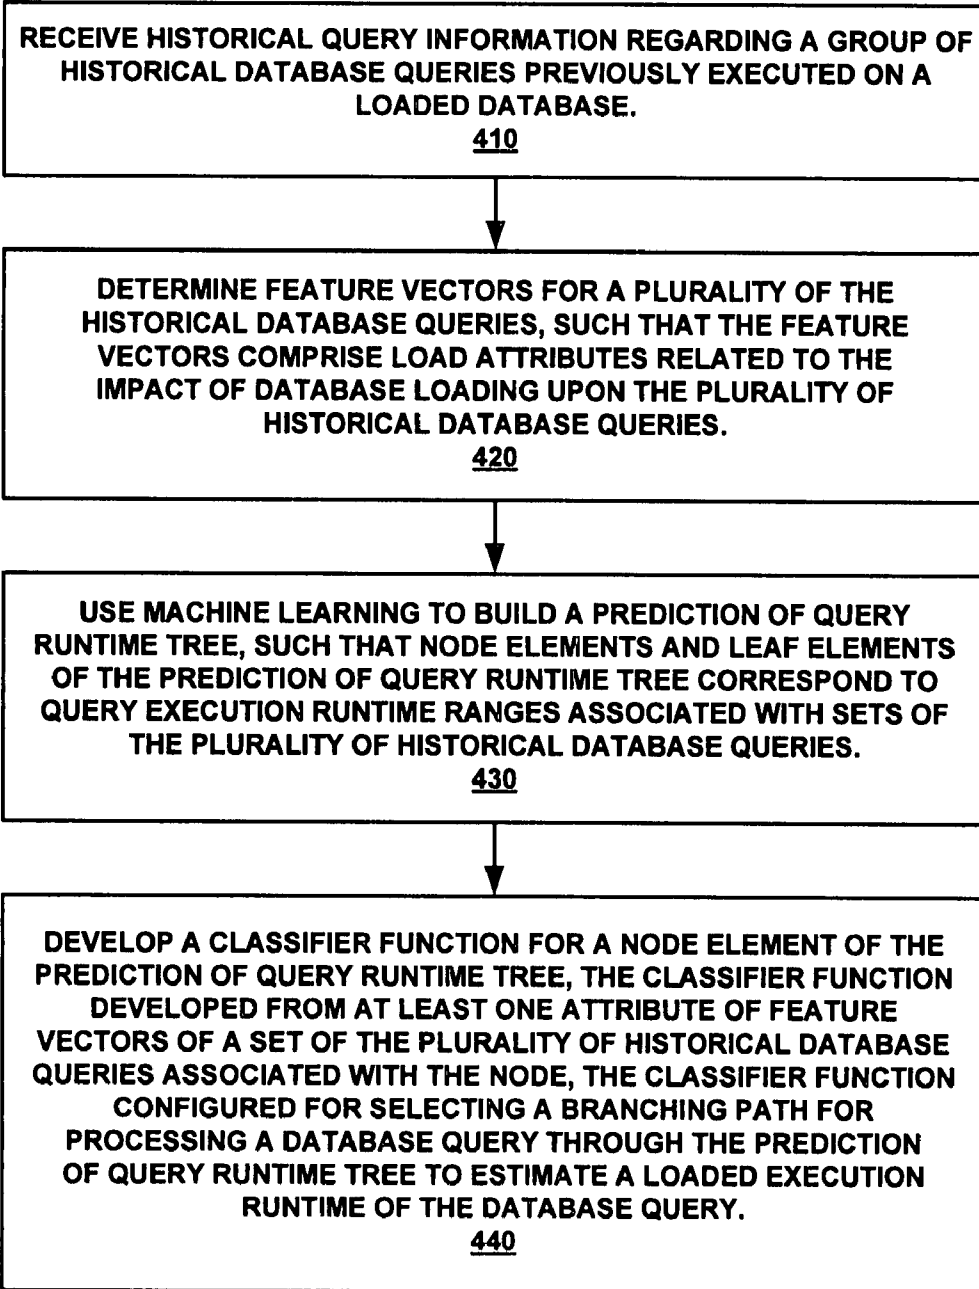 RECEIVE HISTORICAL QUERY INFORMATION REGARDING A GROUP OF
HISTORICAL DATABASE QUERIES PREVIOUSLY EXECUTED ON A
LOADED DATABASE.
410
DETERMINE FEATURE VECTORS FOR A PLURALITY OF THE
HISTORICAL DATABASE QUERIES, SUCH THAT THE FEATURE
VECTORS COMPRISE LOAD ATTRIBUTES RELATED TO THE
IMPACT OF DATABASE LOADING UPON THE PLURALITY OF
HISTORICAL DATABASE QUERIES.
420
USE MACHINE LEARNING TO BUILD A PREDICTION OF QUERY
RUNTIME TREE, SUCH THAT NODE ELEMENTS AND LEAF ELEMENTS
OF THE PREDICTION OF QUERY RUNTIME TREE CORRESPOND TO
QUERY EXECUTION RUNTIME RANGES ASSOCIATED WITH SETS OF
THE PLURALITY OF HISTORICAL DATABASE QUERIES.
430
DEVELOP A CLASSIFIER FUNCTION FOR A NODE ELEMENT OF THE
PREDICTION OF QUERY RUNTIME TREE, THE CLASSIFIER FUNCTION
DEVELOPED FROM AT LEAST ONE ATTRIBUTE OF FEATURE
VECTORS OF A SET OF THE PLURALITY OF HISTORICAL DATABASE
QUERIES ASSOCIATED WITH THE NODE, THE CLASSIFIER FUNCTION
CONFIGURED FOR SELECTING A BRANCHING PATH FOR
PROCESSING A DATABASE QUERY THROUGH THE PREDICTION
OF QUERY RUNTIME TREE TO ESTIMATE A LOADED EXECUTION
RUNTIME OF THE DATABASE QUERY.
440